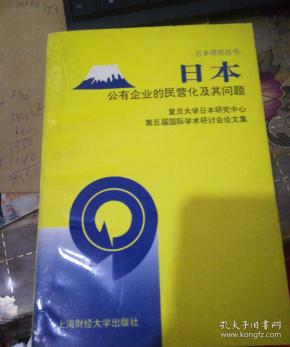 日本研究丛书
日本
公有企业的民营化及其问题
复旦大学日本研究中心
第五届国际学术研讨会论文集
上海财经大学出版社
孔夫子旧书网